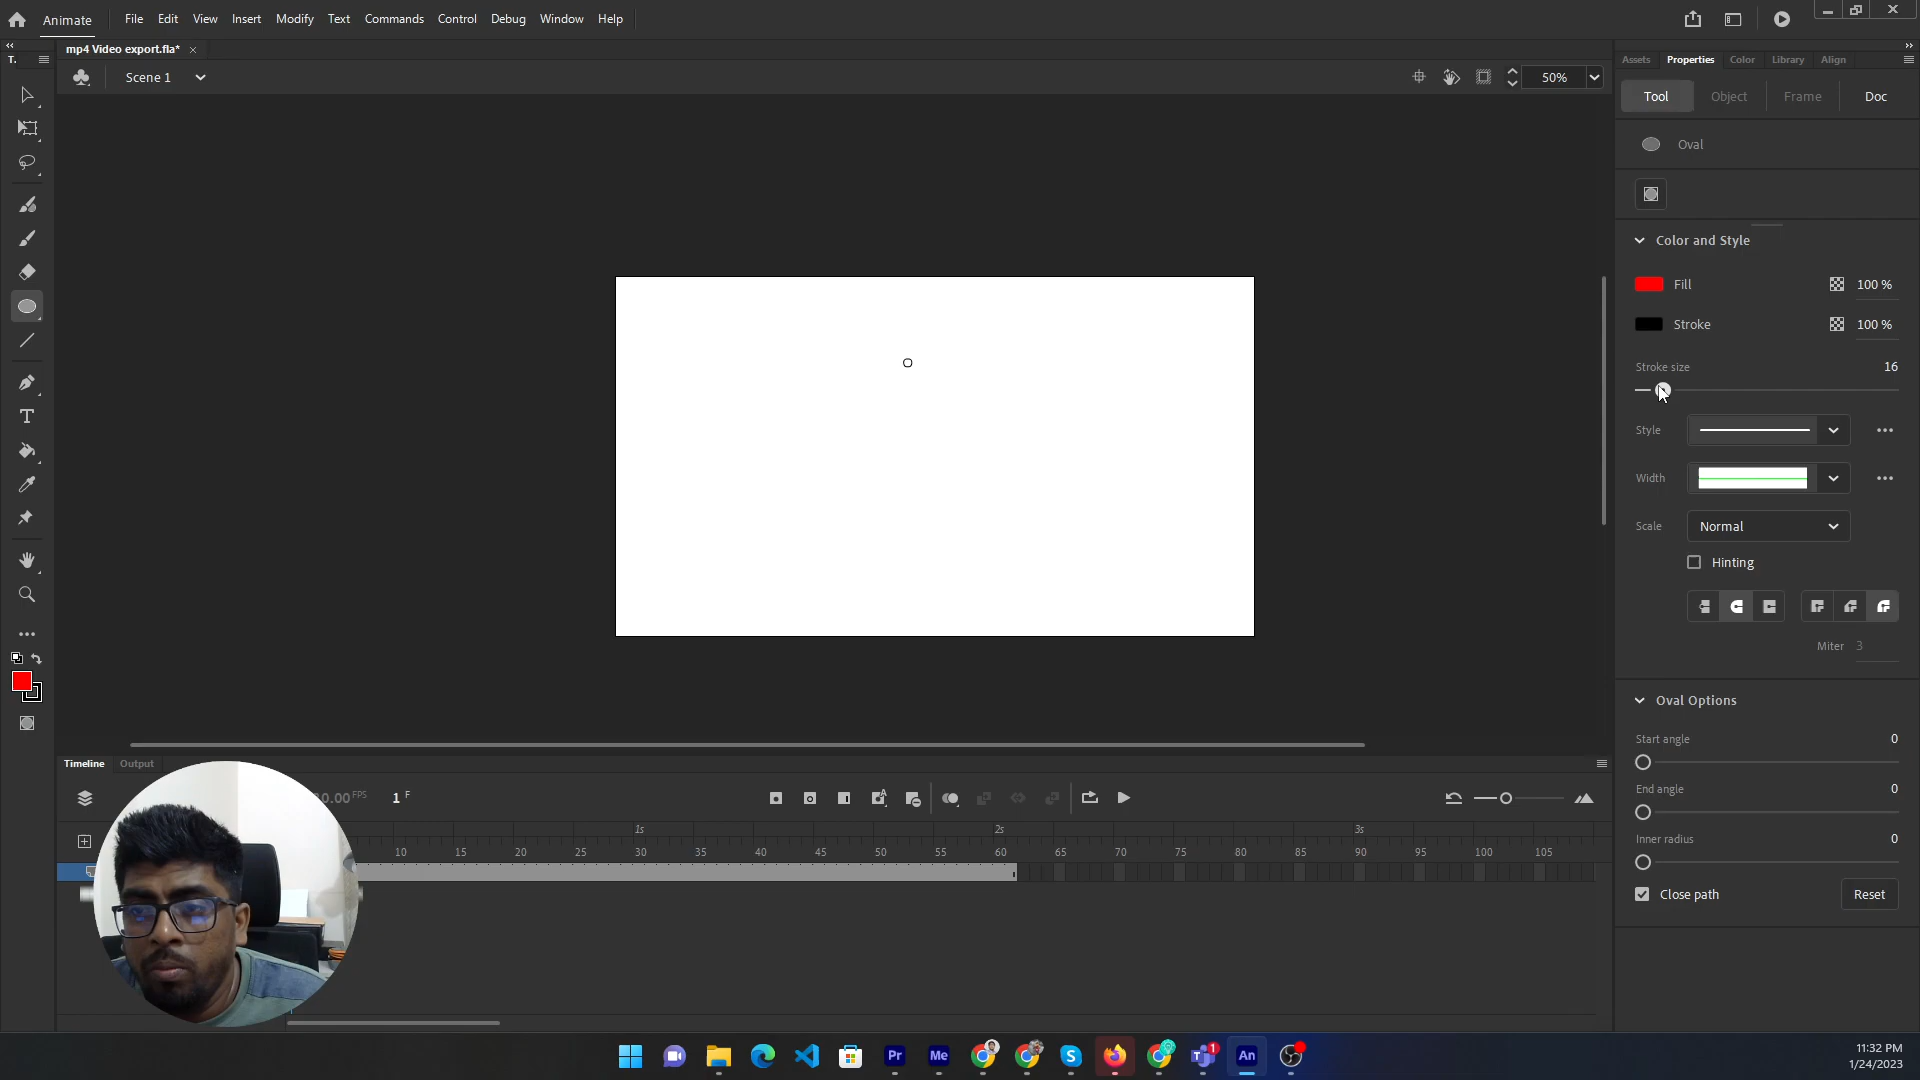 Animate File Edit View Insert Modify Text Commands Control Debug Window Help
mp4 Video export.fla*
T.
Assets Properties Color Library Align
Scene 1
50%
Tool Object Frame Doc
Oval
Color and Style
Fill 100 %
Stroke 100 %
Stroke size 16
Style
Width
Scale Normal
Hinting
Miter 3
Oval Options
Start angle 0
End angle 0
Inner radius 0
Close path Reset
T
Timeline Output
0.00 FPS 1 F
1s 2s 3s
10 15 20 25 30 35 40 45 50 55 60 65 70 75 80 85 90 95 100 105
Pr Me S T 1 An
11:32 PM
1/24/2023